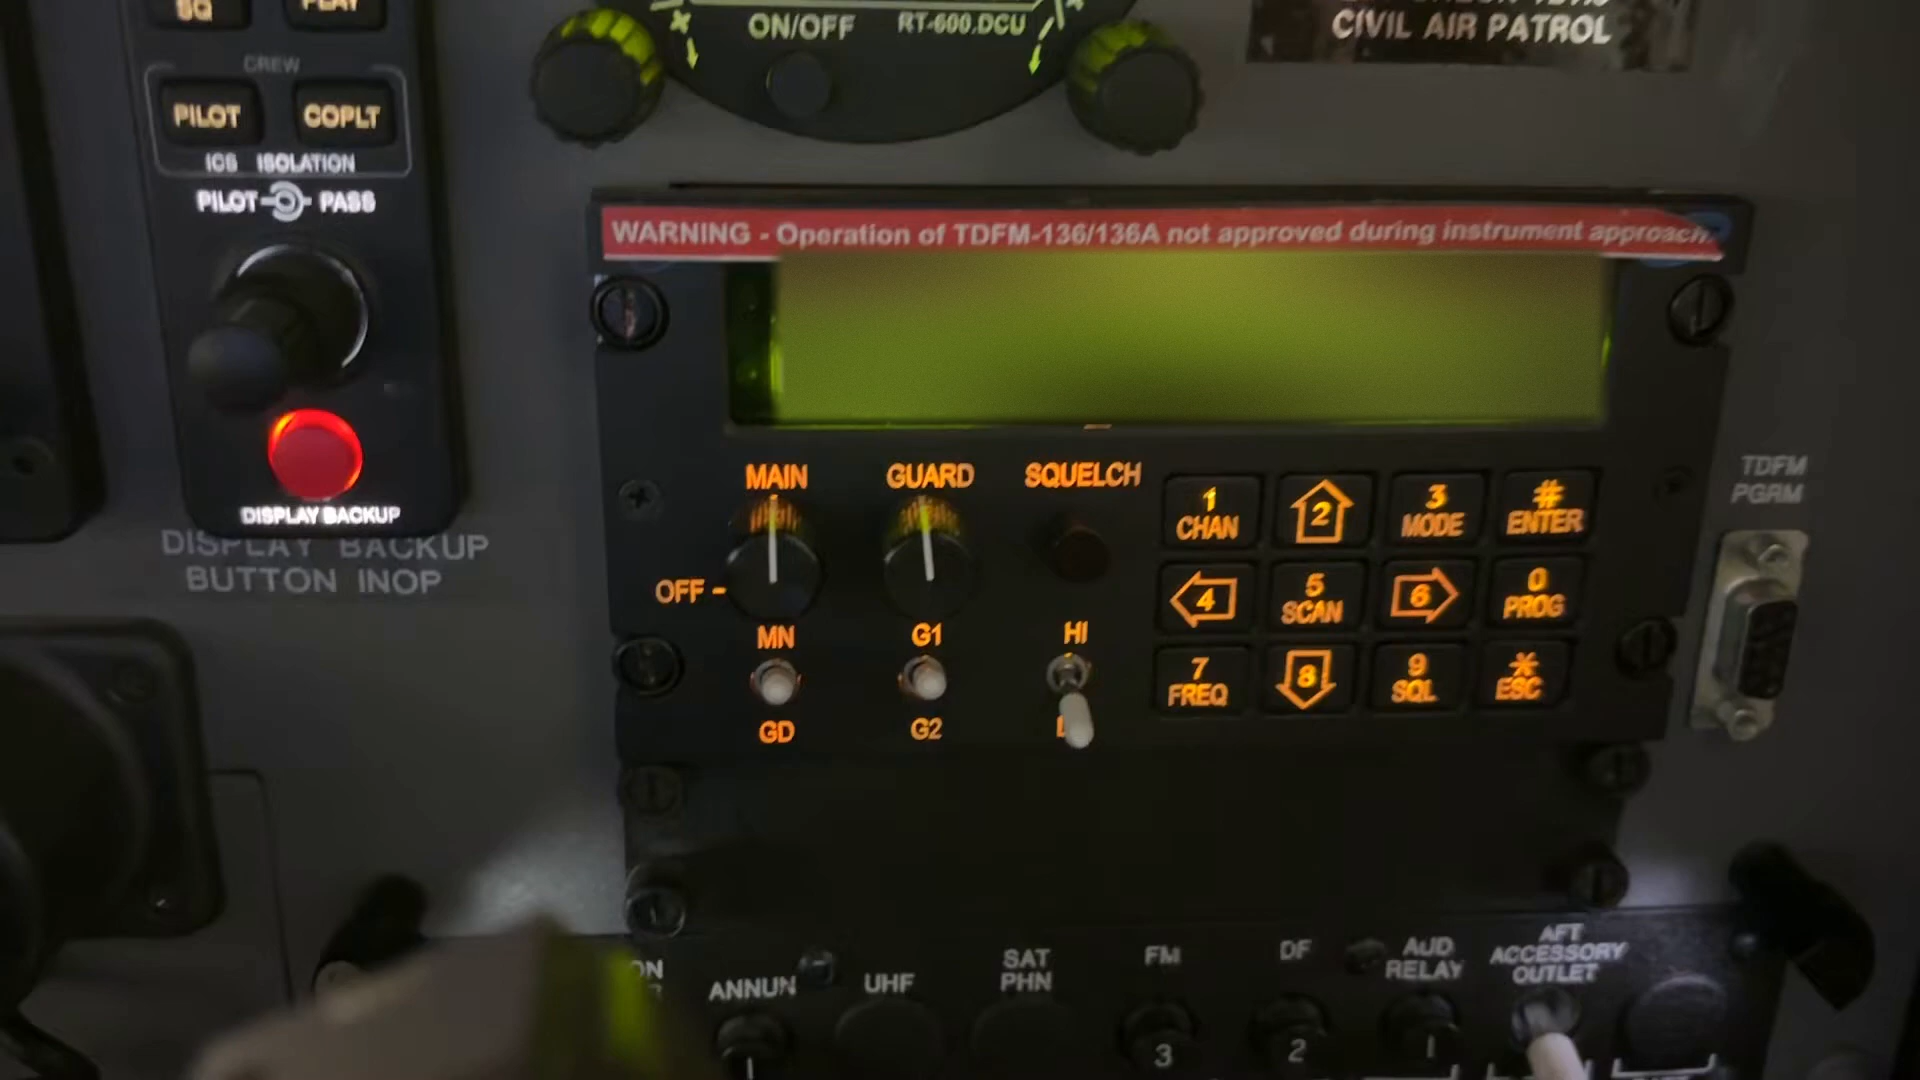 SQ
PLAY
CREW
PILOT COPLT
ICS ISOLATION
PILOT PASS
DISPLAY BACKUP
DISPLAY BACKUP
BUTTON INOP
ON/OFF RT-600.DCU
CIVIL AIR PATROL
WARNING - Operation of TDFM-136/136A not approved during instrument approach.
MAIN GUARD SQUELCH
OFF -
MN G1 HI
GD G2
1
CHAN
2
3
MODE
#
ENTER
4
5
SCAN
6
0
PROG
7
FREQ
8
9
SQL
*
ESC
TDFM
PGRM
ANNUN
UHF
SAT
PHN
FM
DF
AUD
RELAY
AFT
ACCESSORY
OUTLET
3
2
1